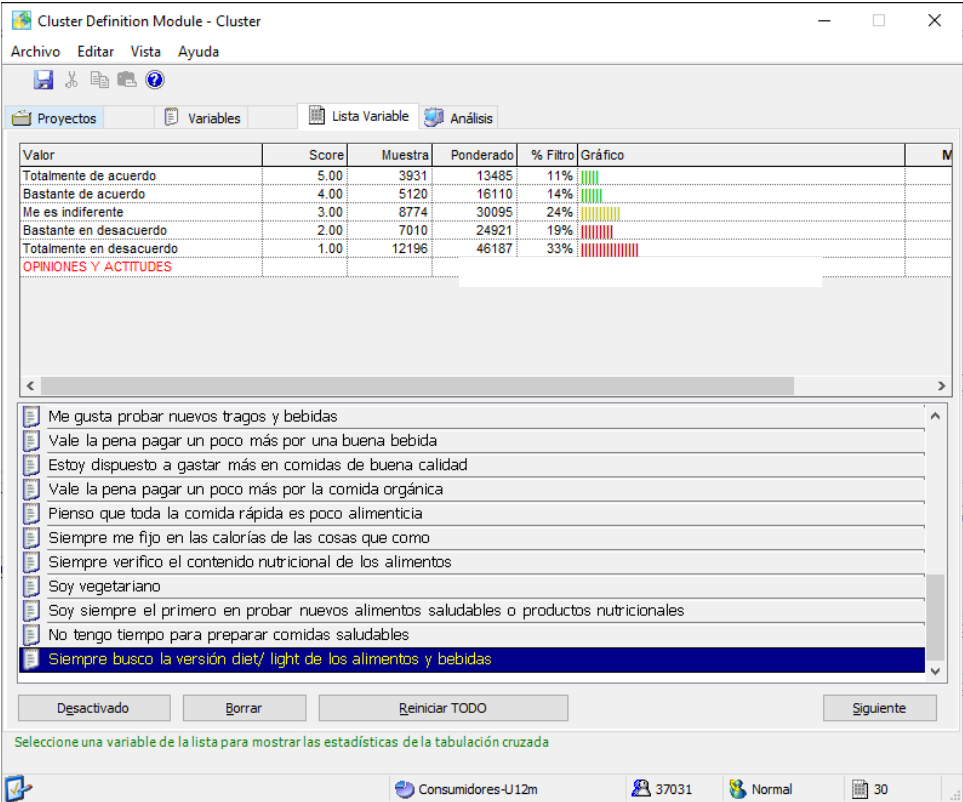 Cluster Definition Module - Cluster
Archivo Editar Vista Ayuda
Proyectos Variables Lista Variable Análisis
Valor Score Muestra Ponderado % Filtro Gráfico M
Totalmente de acuerdo 5.00 3931 13485 11%
Bastante de acuerdo 4.00 5120 16110 14%
Me es indiferente 3.00 8774 30095 24%
Bastante en desacuerdo 2.00 7010 24921 19%
Totalmente en desacuerdo 1.00 12196 46187 33%
OPINIONES Y ACTITUDES
Me gusta probar nuevos tragos y bebidas
Vale la pena pagar un poco más por una buena bebida
Estoy dispuesto a gastar más en comidas de buena calidad
Vale la pena pagar un poco más por la comida orgánica
Pienso que toda la comida rápida es poco alimenticia
Siempre me fijo en las calorías de las cosas que como
Siempre verifico el contenido nutricional de los alimentos
Soy vegetariano
Soy siempre el primero en probar nuevos alimentos saludables o productos nutricionales
No tengo tiempo para preparar comidas saludables
Siempre busco la versión diet/ light de los alimentos y bebidas
Desactivado Borrar Reiniciar TODO Siguiente
Seleccione una variable de la lista para mostrar las estadísticas de la tabulación cruzada
Consumidores-U12m 37031 Normal 30